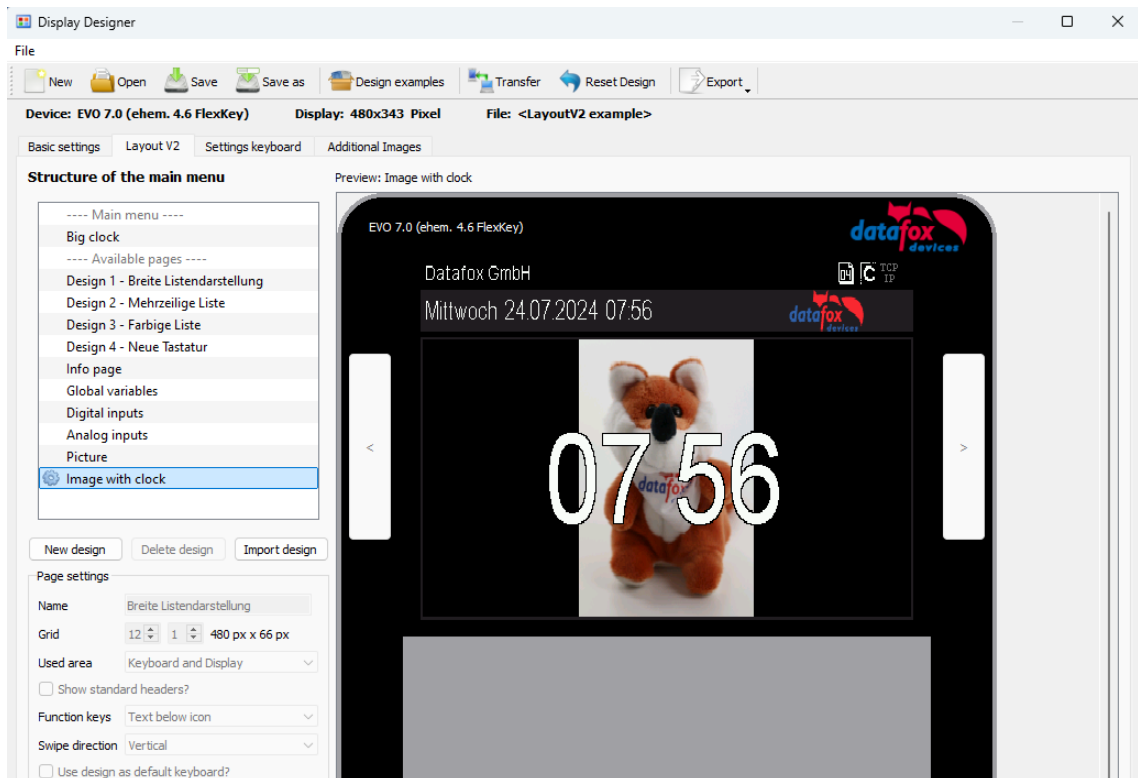 Display Designer
File
New Open Save Save as Design examples Transfer Reset Design Export
Device: EVO 7.0 (ehem. 4.6 FlexKey) Display: 480x343 Pixel File: <LayoutV2 example>
Basic settings Layout V2 Settings keyboard Additional Images
Structure of the main menu
---- Main menu ----
Big clock
---- Available pages ----
Design 1 - Breite Listendarstellung
Design 2 - Mehrzeilige Liste
Design 3 - Farbige Liste
Design 4 - Neue Tastatur
Info page
Global variables
Digital inputs
Analog inputs
Picture
Image with clock
New design Delete design Import design
Page settings
Name Breite Listendarstellung
Grid 12 1 480 px x 66 px
Used area Keyboard and Display
Show standard headers?
Function keys Text below icon
Swipe direction Vertical
Use design as default keyboard?
Preview: Image with clock
EVO 7.0 (ehem. 4.6 FlexKey)
datafox
devices
Datafox GmbH 04 C TCP
IP
Mittwoch 24.07.2024 07:56 datafox
devices
< >
07 56
datafox